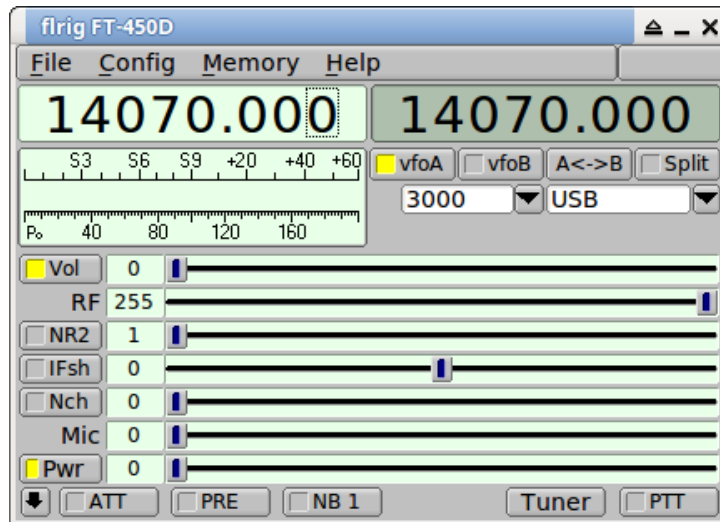 flrig FT-450D
File Config Memory Help
14070.000 14070.000
S3 S6 S9 +20 +40 +60 vfoA vfoB A<->B Split
3000 USB
Po 40 80 120 160
Vol 0
RF 255
NR2 1
IFsh 0
Nch 0
Mic 0
Pwr 0
ATT PRE NB 1 Tuner PTT